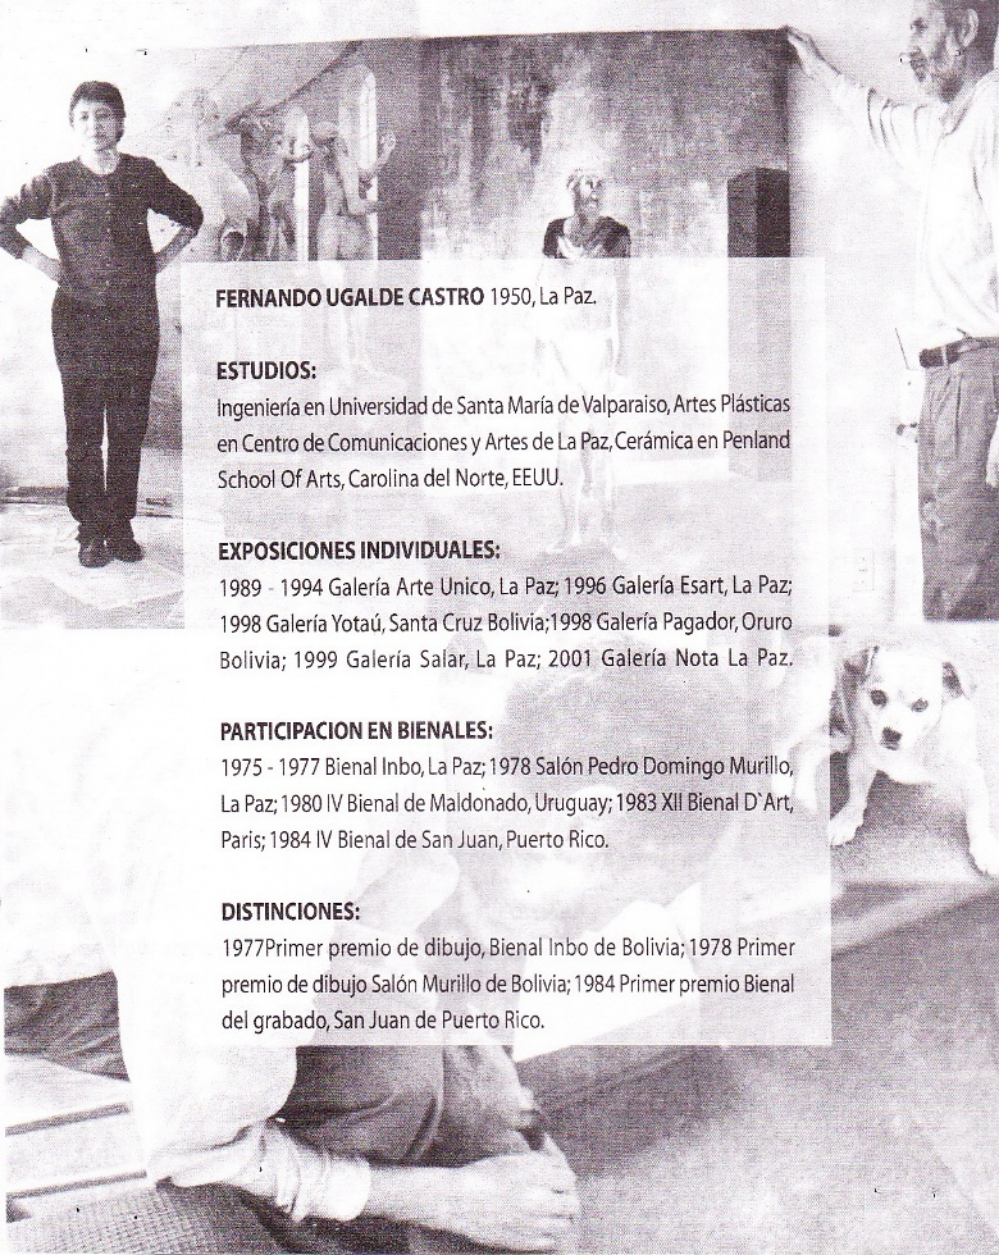 FERNANDO UGALDE CASTRO 1950, La Paz.
ESTUDIOS:
Ingeniería en Universidad de Santa María de Valparaiso, Artes Plásticas
en Centro de Comunicaciones y Artes de La Paz, Cerámica en Penland
School Of Arts, Carolina del Norte, EEUU.
EXPOSICIONES INDIVIDUALES:
1989 - 1994 Galería Arte Unico, La Paz; 1996 Galería Esart, La Paz;
1998 Galería Yotaú, Santa Cruz Bolivia;1998 Galería Pagador, Oruro
Bolivia; 1999 Galería Salar, La Paz; 2001 Galería Nota La Paz.
PARTICIPACION EN BIENALES:
1975 - 1977 Bienal Inbo, La Paz; 1978 Salón Pedro Domingo Murillo,
La Paz; 1980 IV Bienal de Maldonado, Uruguay; 1983 XII Bienal D`Art,
Paris; 1984 IV Bienal de San Juan, Puerto Rico.
DISTINCIONES:
1977Primer premio de dibujo, Bienal Inbo de Bolivia; 1978 Primer
premio de dibujo Salón Murillo de Bolivia; 1984 Primer premio Bienal
del grabado, San Juan de Puerto Rico.